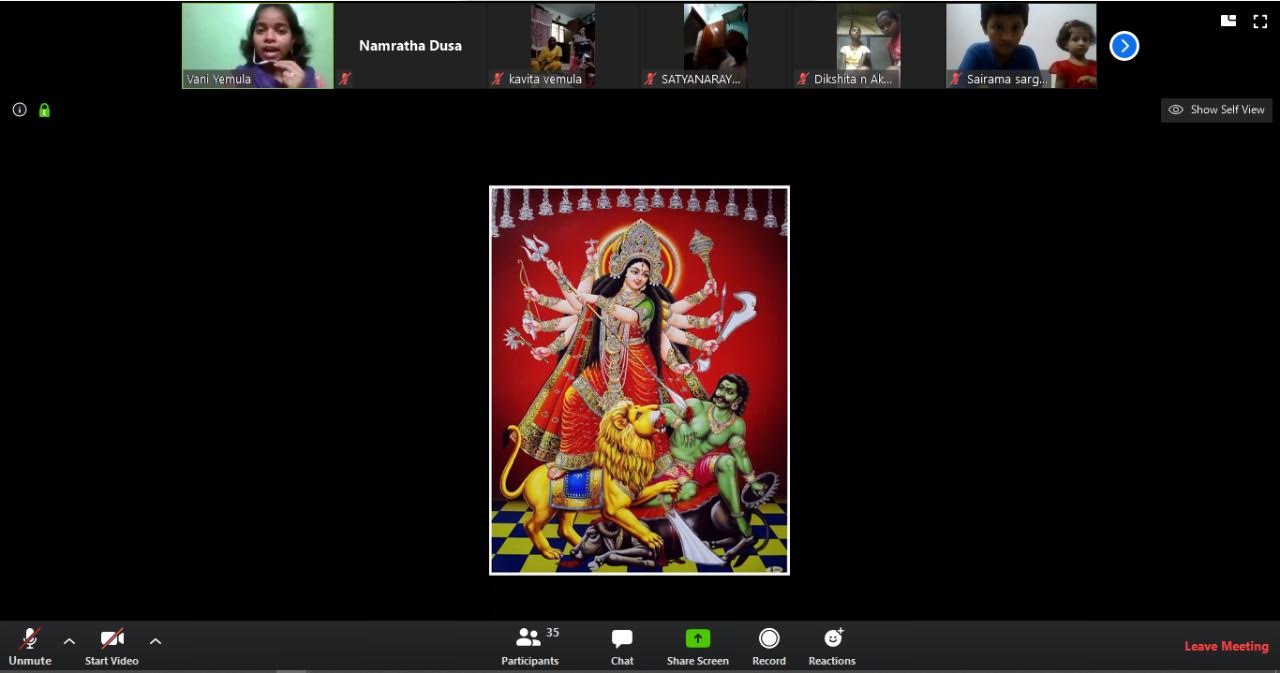 Vani Yemula
Namratha Dusa
kavita vemula
SATYANARAY...
Dikshita n Ak...
Sairama sarg...
Show Self View
35
Unmute
Start Video
Participants
Chat
Share Screen
Record
Reactions
Leave Meeting